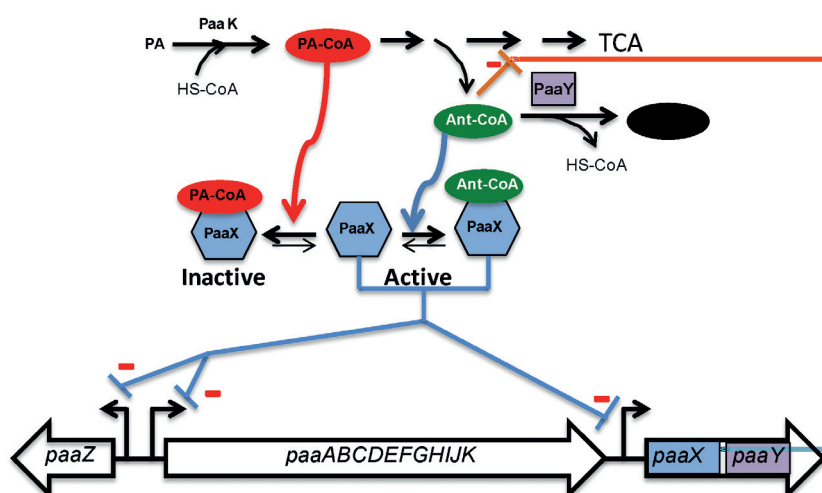 PaaK
PA
PA-CoA
TCA
HS-CoA
-
PaaY
Ant-CoA
HS-CoA
PA-CoA
Ant-CoA
PaaX
PaaX
PaaX
Inactive
Active
-
-
-
paaZ
paaABCDEFGHIJK
paaX
paaY